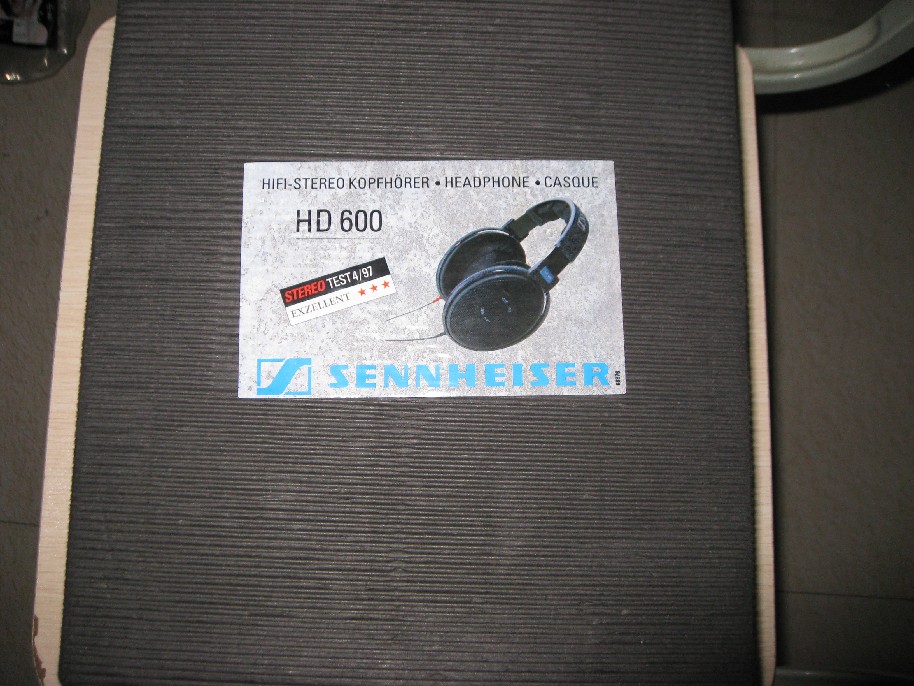 HIFI-STEREO KOPFHÖRER • HEADPHONE • CASQUE
HD 600
STEREO TEST 4/97
EXZELLENT ★★★
SENNHEISER